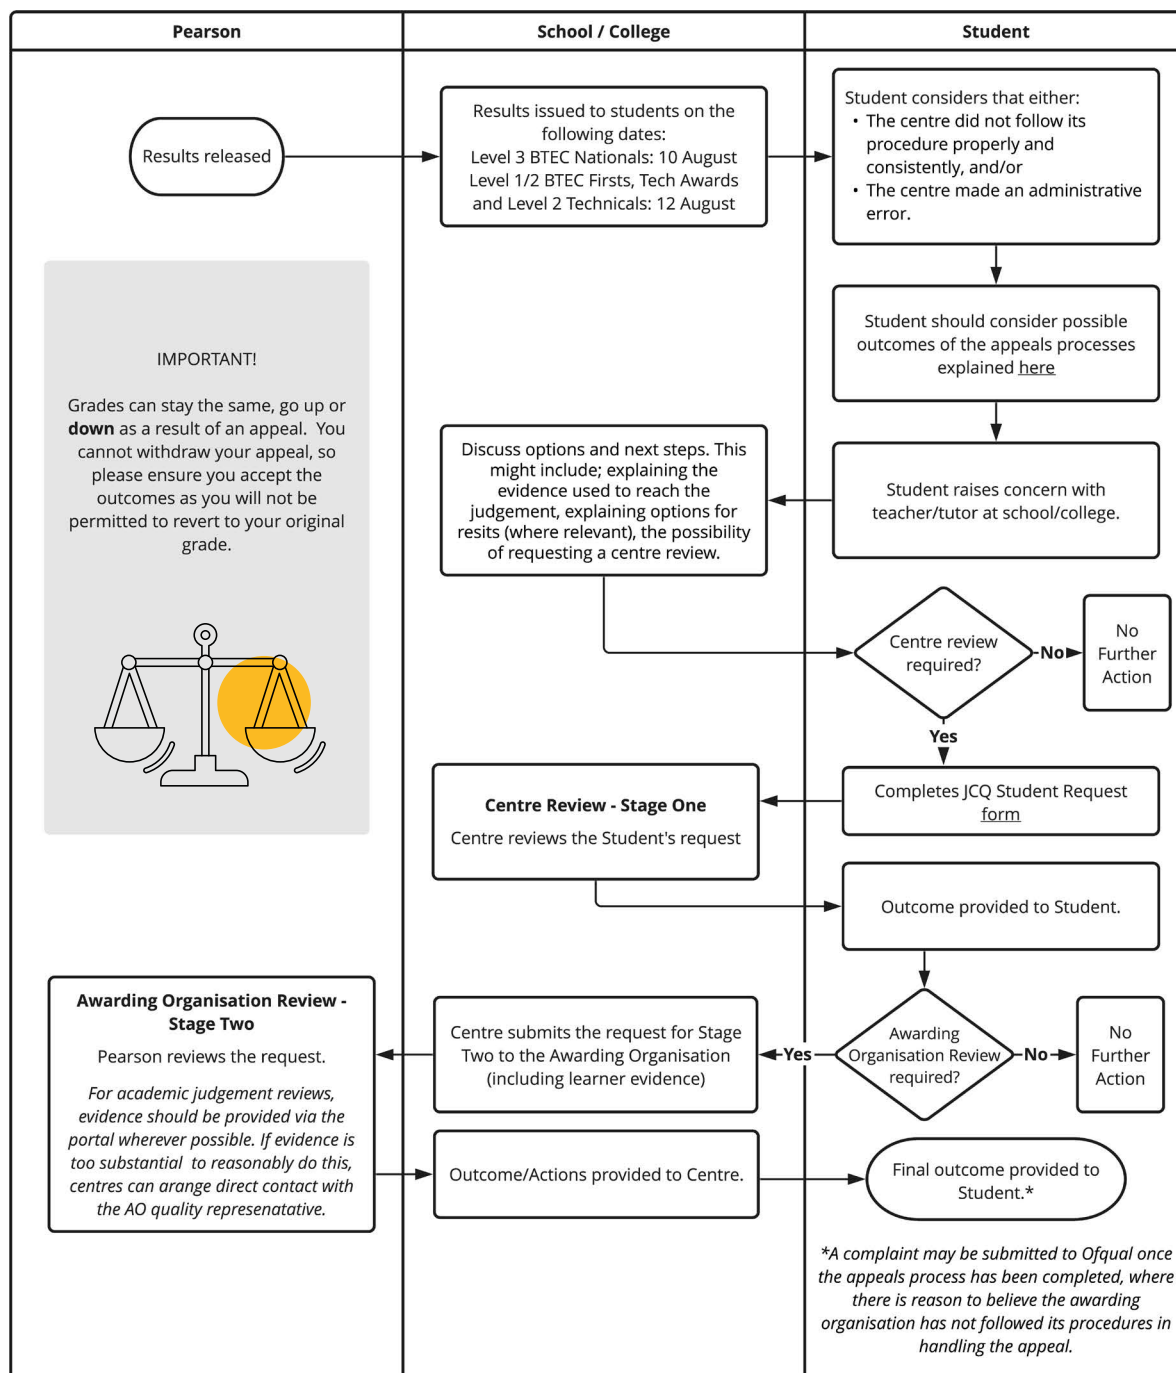 Pearson
School / College
Student
Results released
Results issued to students on the
following dates:
Level 3 BTEC Nationals: 10 August
Level 1/2 BTEC Firsts, Tech Awards
and Level 2 Technicals: 12 August
Student considers that either:
• The centre did not follow its
procedure properly and
consistently, and/or
• The centre made an administrative
error.
IMPORTANT!
Grades can stay the same, go up or
down as a result of an appeal. You
cannot withdraw your appeal, so
please ensure you accept the
outcomes as you will not be
permitted to revert to your original
grade.
Student should consider possible
outcomes of the appeals processes
explained here
Student raises concern with
teacher/tutor at school/college.
Discuss options and next steps. This
might include; explaining the
evidence used to reach the
judgement, explaining options for
resits (where relevant), the possibility
of requesting a centre review.
Centre review
required?
No
No
Further
Action
Yes
Completes JCQ Student Request
form
Centre Review - Stage One
Centre reviews the Student's request
Outcome provided to Student.
Awarding
Organisation Review
required?
No
No
Further
Action
Yes
Centre submits the request for Stage
Two to the Awarding Organisation
(including learner evidence)
Awarding Organisation Review -
Stage Two
Pearson reviews the request.
For academic judgement reviews,
evidence should be provided via the
portal wherever possible. If evidence is
too substantial to reasonably do this,
centres can arange direct contact with
the AO quality represenatative.
Outcome/Actions provided to Centre.
Final outcome provided to
Student.*
*A complaint may be submitted to Ofqual once
the appeals process has been completed, where
there is reason to believe the awarding
organisation has not followed its procedures in
handling the appeal.